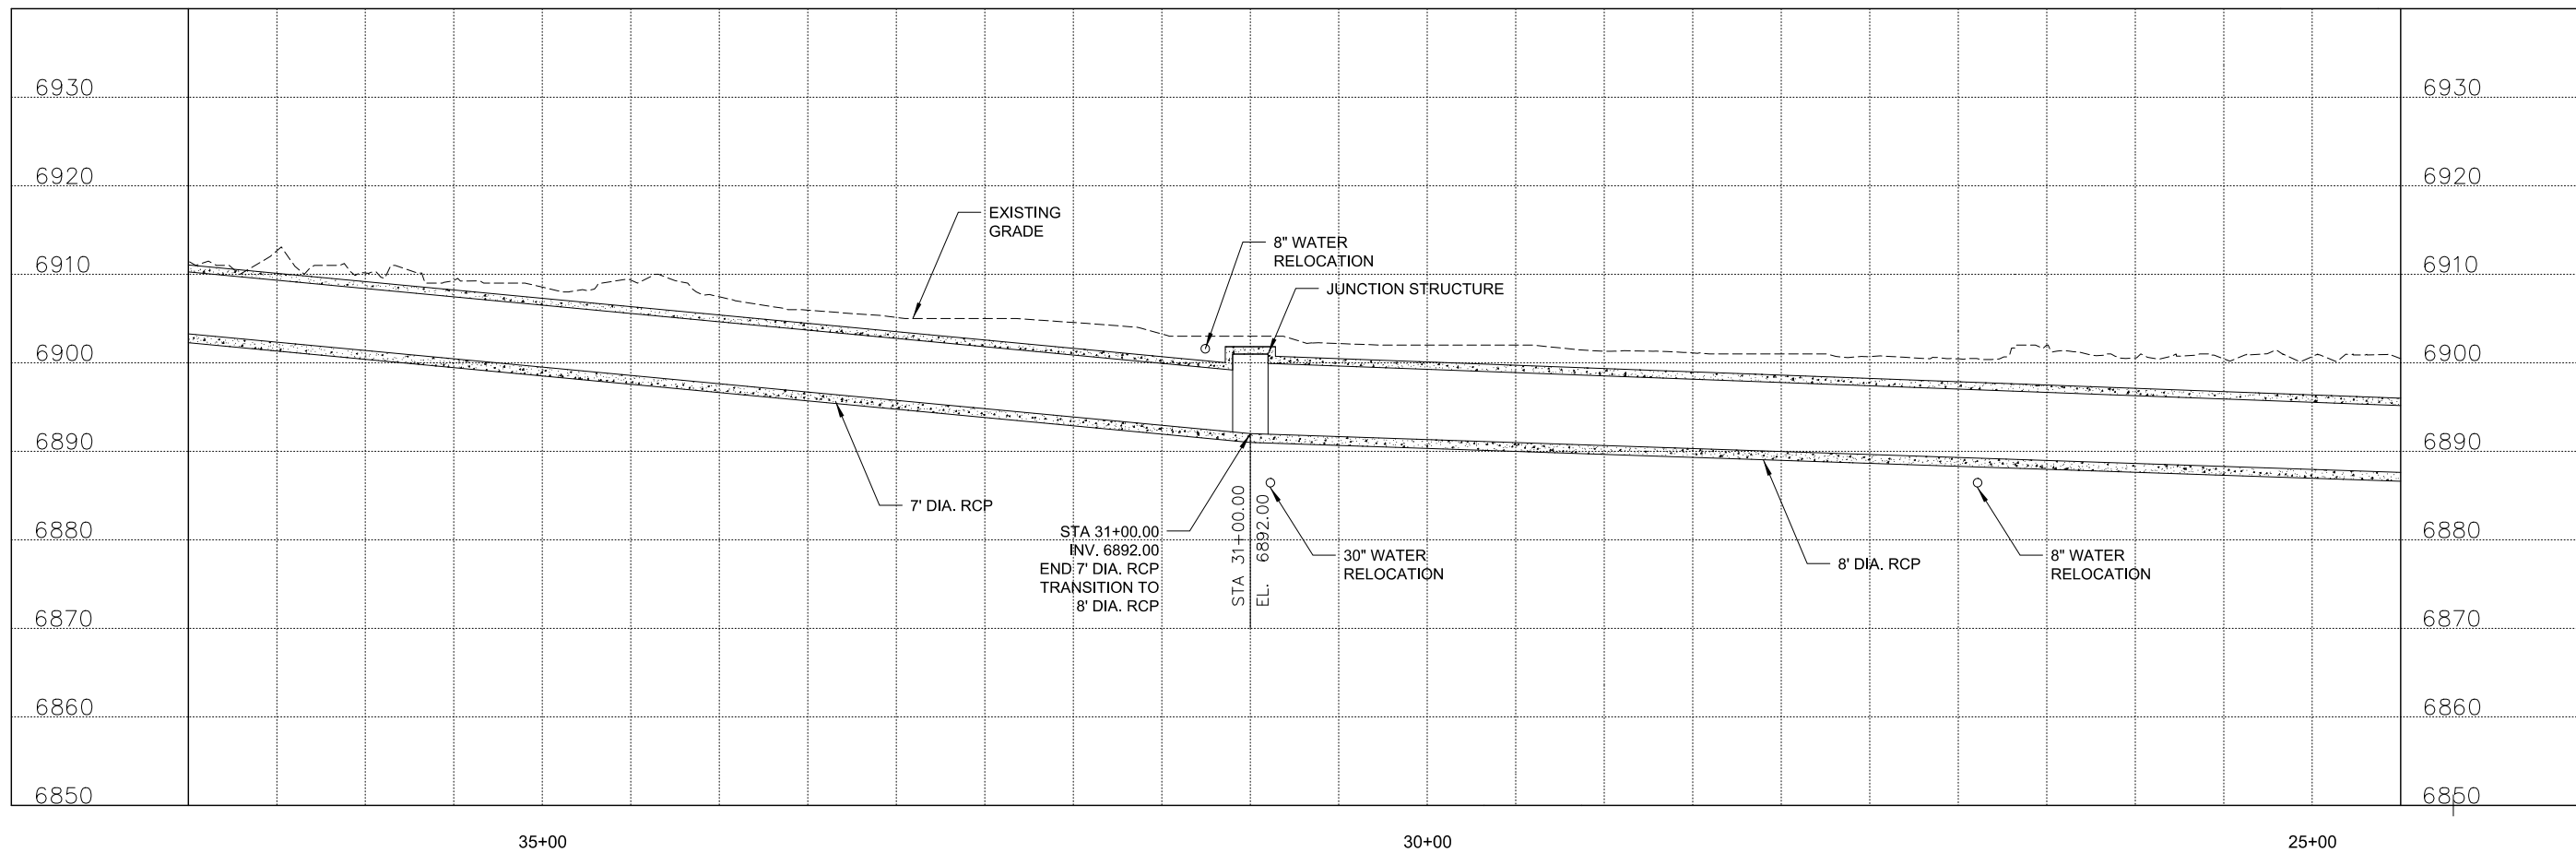 6930
6930
6920
6920
EXISTING
GRADE
8" WATER
RELOCATION
6910
6910
JUNCTION STRUCTURE
6900
6900
6890
6890
7' DIA. RCP
STA 31+00.00
INV. 6892.00
END 7' DIA. RCP
TRANSITION TO
8' DIA. RCP
STA 31+00.00
EL. 6892.00
30" WATER
RELOCATION
8' DIA. RCP
8" WATER
RELOCATION
6880
6880
6870
6870
6860
6860
6850
6850
35+00
30+00
25+00